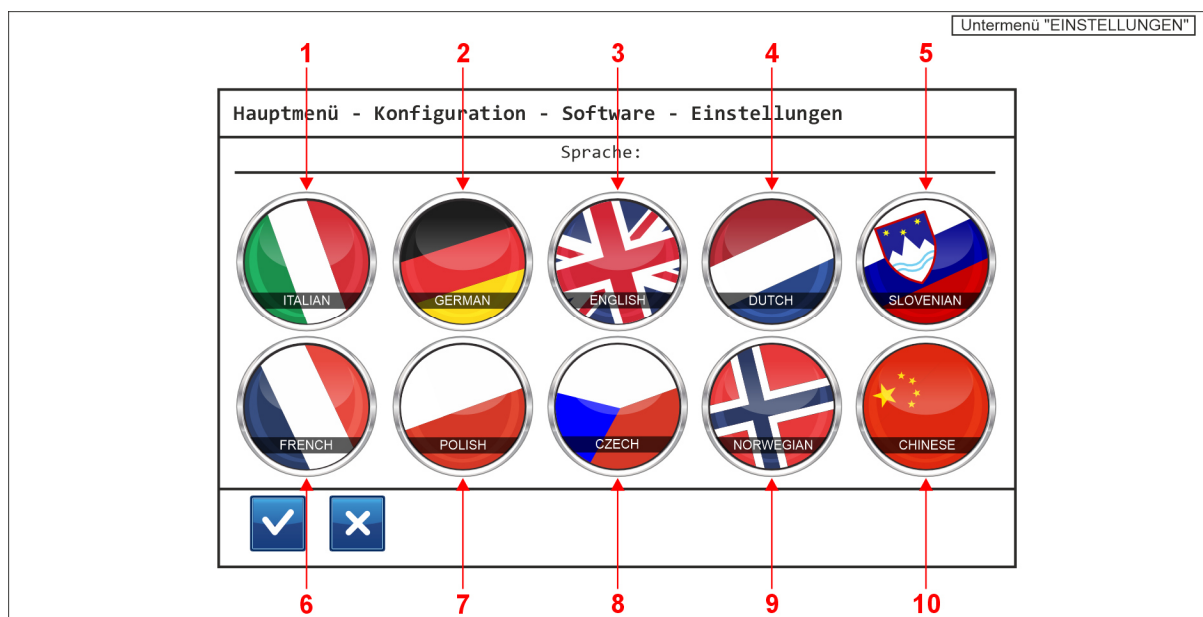 Untermenü "EINSTELLUNGEN"
1 2 3 4 5
Hauptmenü - Konfiguration - Software - Einstellungen
Sprache:
ITALIAN GERMAN ENGLISH DUTCH SLOVENIAN
FRENCH POLISH CZECH NORWEGIAN CHINESE
6 7 8 9 10